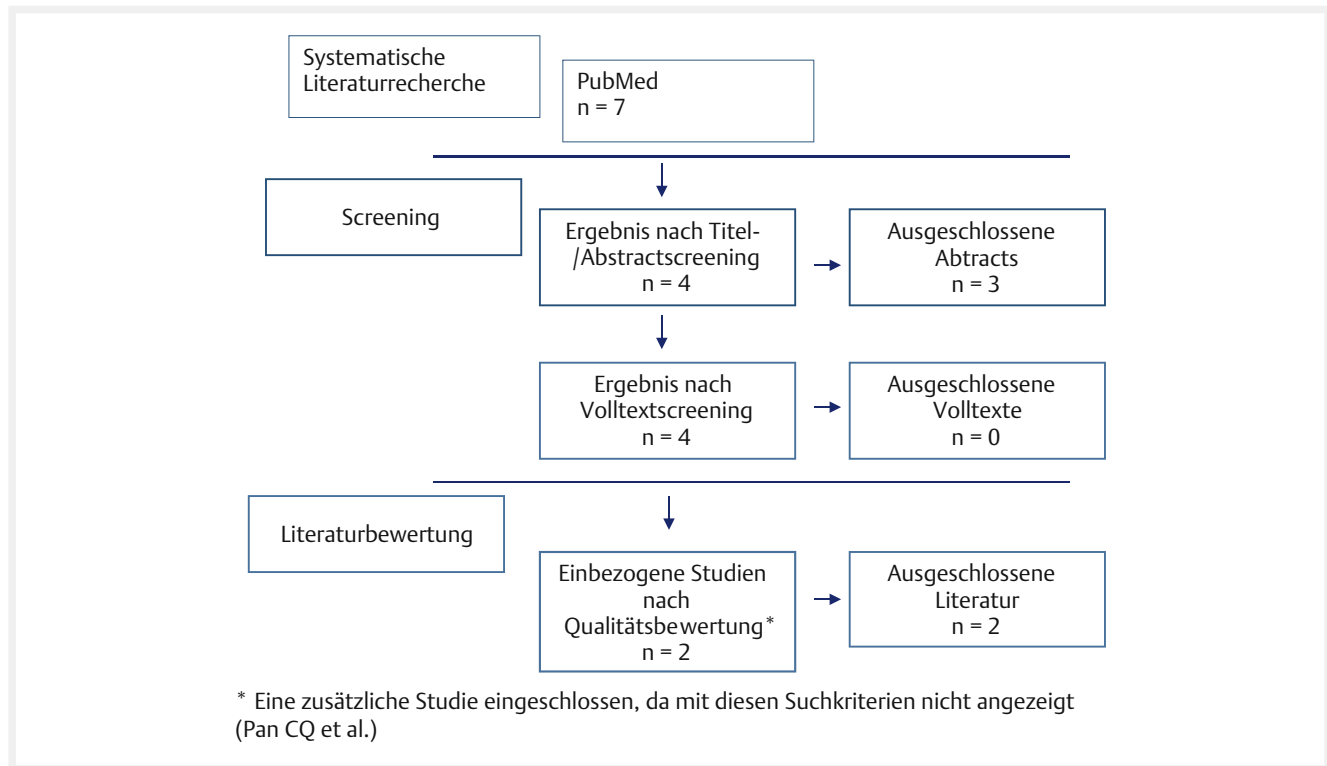 Systematische
Literaturrecherche
PubMed
n = 7
Screening
Ergebnis nach Titel-
/Abstractscreening
n = 4
Ausgeschlossene
Abtracts
n = 3
Ergebnis nach
Volltextscreening
n = 4
Ausgeschlossene
Volltexte
n = 0
Literaturbewertung
Einbezogene Studien
nach
Qualitätsbewertung*
n = 2
Ausgeschlossene
Literatur
n = 2
* Eine zusätzliche Studie eingeschlossen, da mit diesen Suchkriterien nicht angezeigt
(Pan CQ et al.)